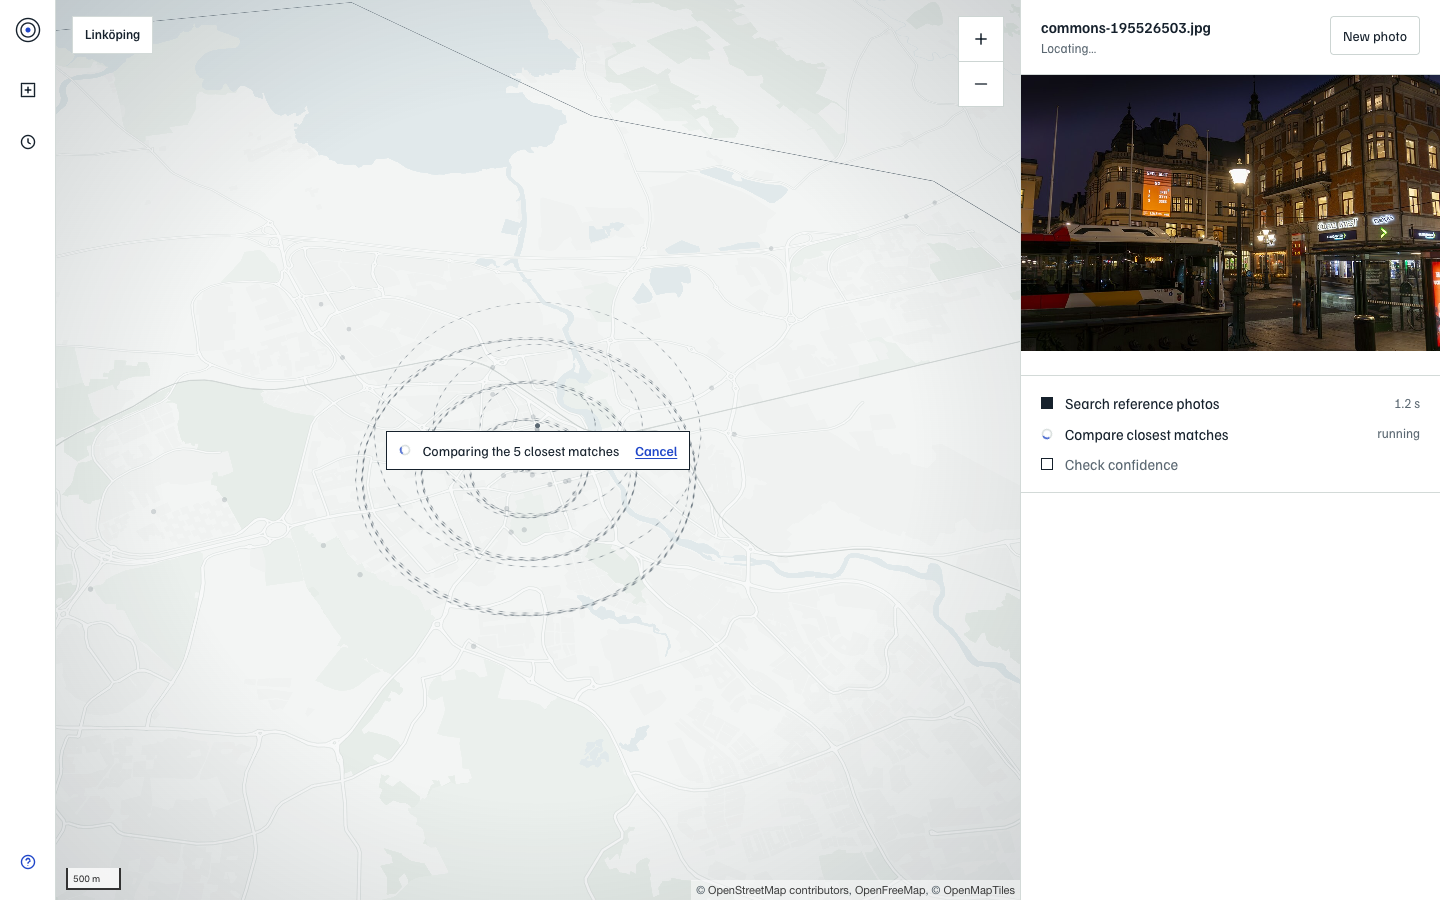 Linköping
commons-195526503.jpg
Locating...
New photo
Search reference photos
1.2 s
Comparing the 5 closest matches
Cancel
Compare closest matches
running
Check confidence
500 m
© OpenStreetMap contributors, OpenFreeMap, © OpenMapTiles